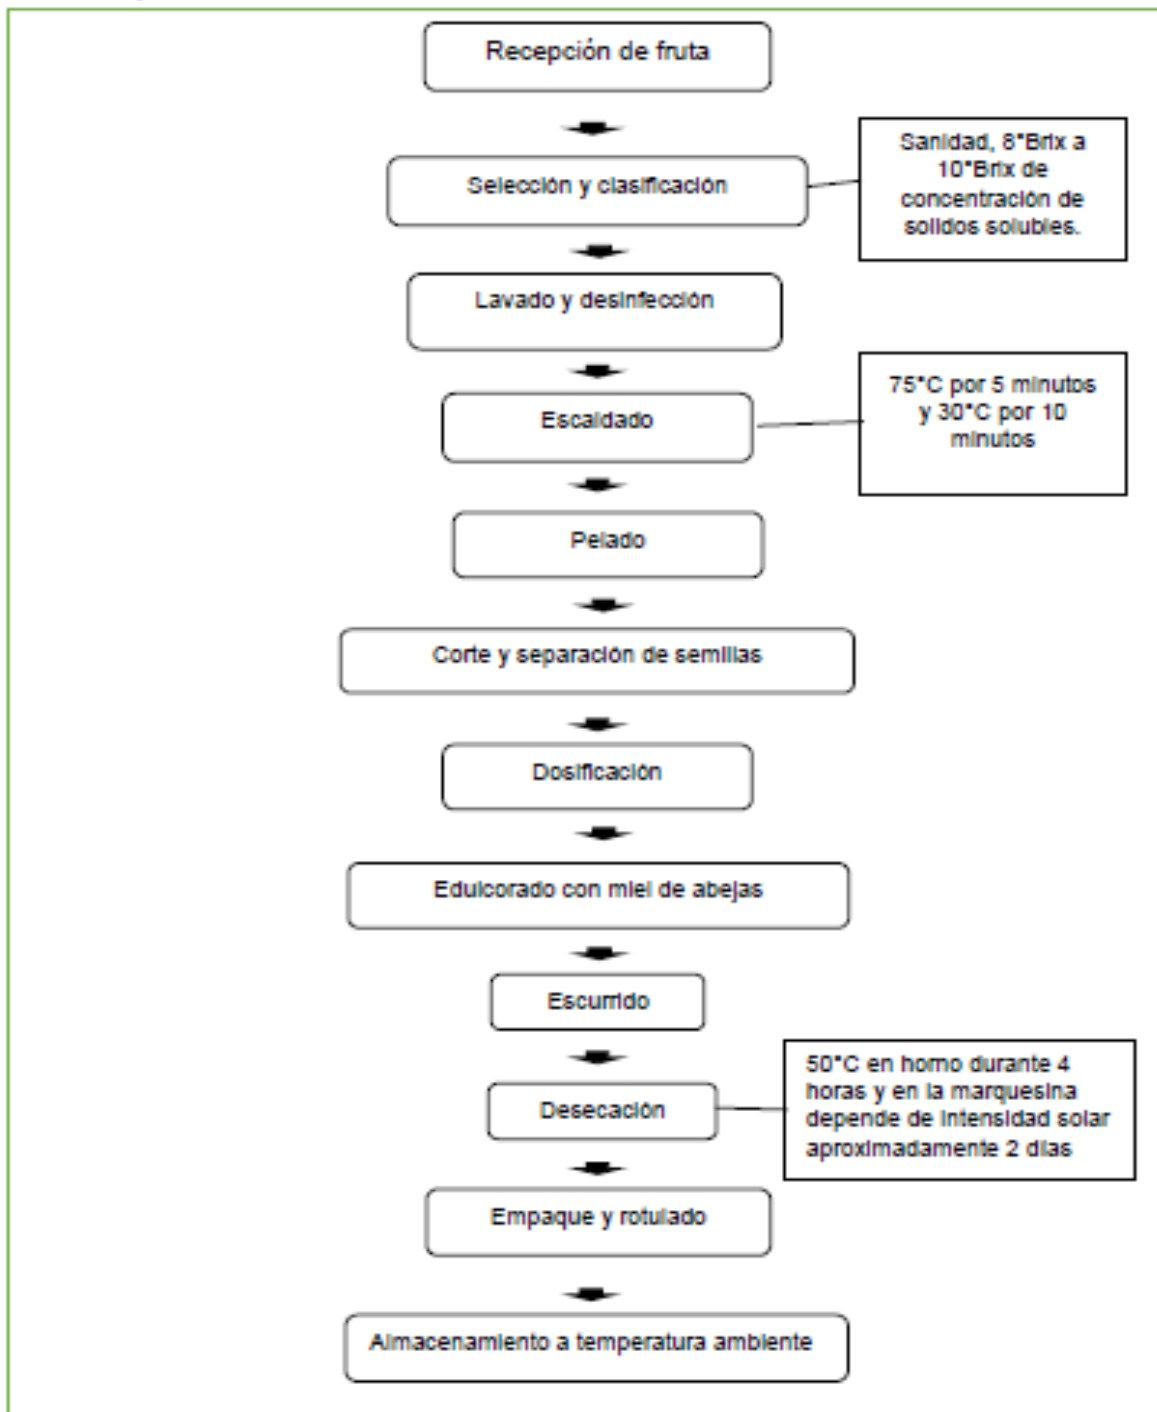 Recepción de fruta
Selección y clasificación
Sanidad, 8°Brix a
10°Brix de
concentración de
solidos solubles.
Lavado y desinfección
Escaldado
75°C por 5 minutos
y 30°C por 10
minutos
Pelado
Corte y separación de semillas
Dosificación
Edulcorado con miel de abejas
Escurrido
Desecación
50°C en horno durante 4
horas y en la marquesina
depende de intensidad solar
aproximadamente 2 dias
Empaque y rotulado
Almacenamiento a temperatura ambiente